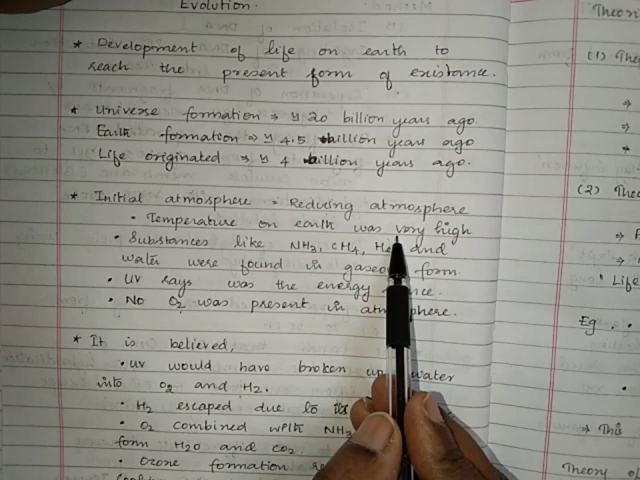 Evolution.
* Development of life on earth to
reach the present form of existence.
* Universe formation ⇒ 20 billion years ago.
Earth formation ⇒ 4.5 billion years ago
Life originated ⇒ 4 billion years ago.
* Initial atmosphere = Reducing atmosphere
• Temperature on earth was very high
• Substances like NH3, CH4, and
water were found in form
• UV rays was the energy
• No O2 was present in atmosphere.
* It is believed,
• UV would have broken up water
into O2 and H2.
• H2 escaped due to
• O2 combined with NH3
form H2O and CO2
• Ozone formation
(1)
⇒
⇒
⇒
(2)
⇒
⇒
Eg. •
•
⇒
Theory of